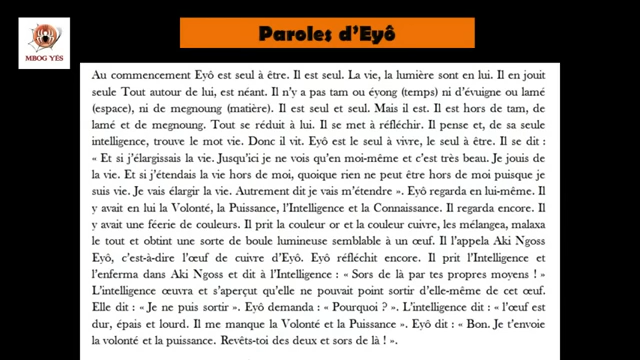 MBOG YES
Paroles d'Eyô
Au commencement Eyô est seul à être. Il est seul. La vie, la lumière sont en lui. Il en jouit
seule Tout autour de lui, est néant. Il n'y a pas tam ou éyong (temps) ni d'évuigne ou lamé
(espace), ni de megnoung (matière). Il est seul et seul. Mais il est. Il est hors de tam, de
lamé et de megnoung. Tout se réduit à lui. Il se met à réfléchir. Il pense et, de sa seule
intelligence, trouve le mot vie. Donc il vit. Eyô est le seul à vivre, le seul à être. Il se dit :
« Et si j'élargissais la vie. Jusqu'ici je ne vois qu'en moi-même et c'est très beau. Je jouis de
la vie. Et si j'étendais la vie hors de moi, quoique rien ne peut être hors de moi puisque je
suis vie. Je vais élargir la vie. Autrement dit je vais m'étendre ». Eyô regarda en lui-même. Il
y avait en lui la Volonté, la Puissance, l'Intelligence et la Connaissance. Il regarda encore. Il
y avait une féerie de couleurs. Il prit la couleur or et la couleur cuivre, les mélangea, malaxa
le tout et obtint une sorte de boule lumineuse semblable à un œuf. Il l'appela Aki Ngoss
Eyô, c'est-à-dire l'œuf de cuivre d'Eyô. Eyô réfléchit encore. Il prit l'Intelligence et
l'enferma dans Aki Ngoss et dit à l'Intelligence : « Sors de là par tes propres moyens ! »
L'intelligence œuvra et s'aperçut qu'elle ne pouvait point sortir d'elle-même de cet œuf.
Elle dit : « Je ne puis sortir ». Eyô demanda : « Pourquoi ? ». L'intelligence dit : « l'œuf est
dur, épais et lourd. Il me manque la Volonté et la Puissance ». Eyô dit : « Bon. Je t'envoie
la volonté et la puissance. Revêts-toi des deux et sors de là ! ».